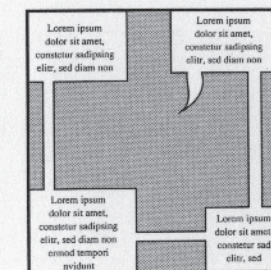 Lorem ipsum
dolor sit amet,
constetur sadipsing
elitr, sed diam non
Lorem ipsum
dolor sit amet,
constetur sadipsing
elitr, sed diam non
Lorem ipsum
dolor sit amet,
constetur sadipsing
elitr, sed diam non
ermod tempori
nvidunt
Lorem ipsum
dolor sit amet
constetur sad
elitr, sed